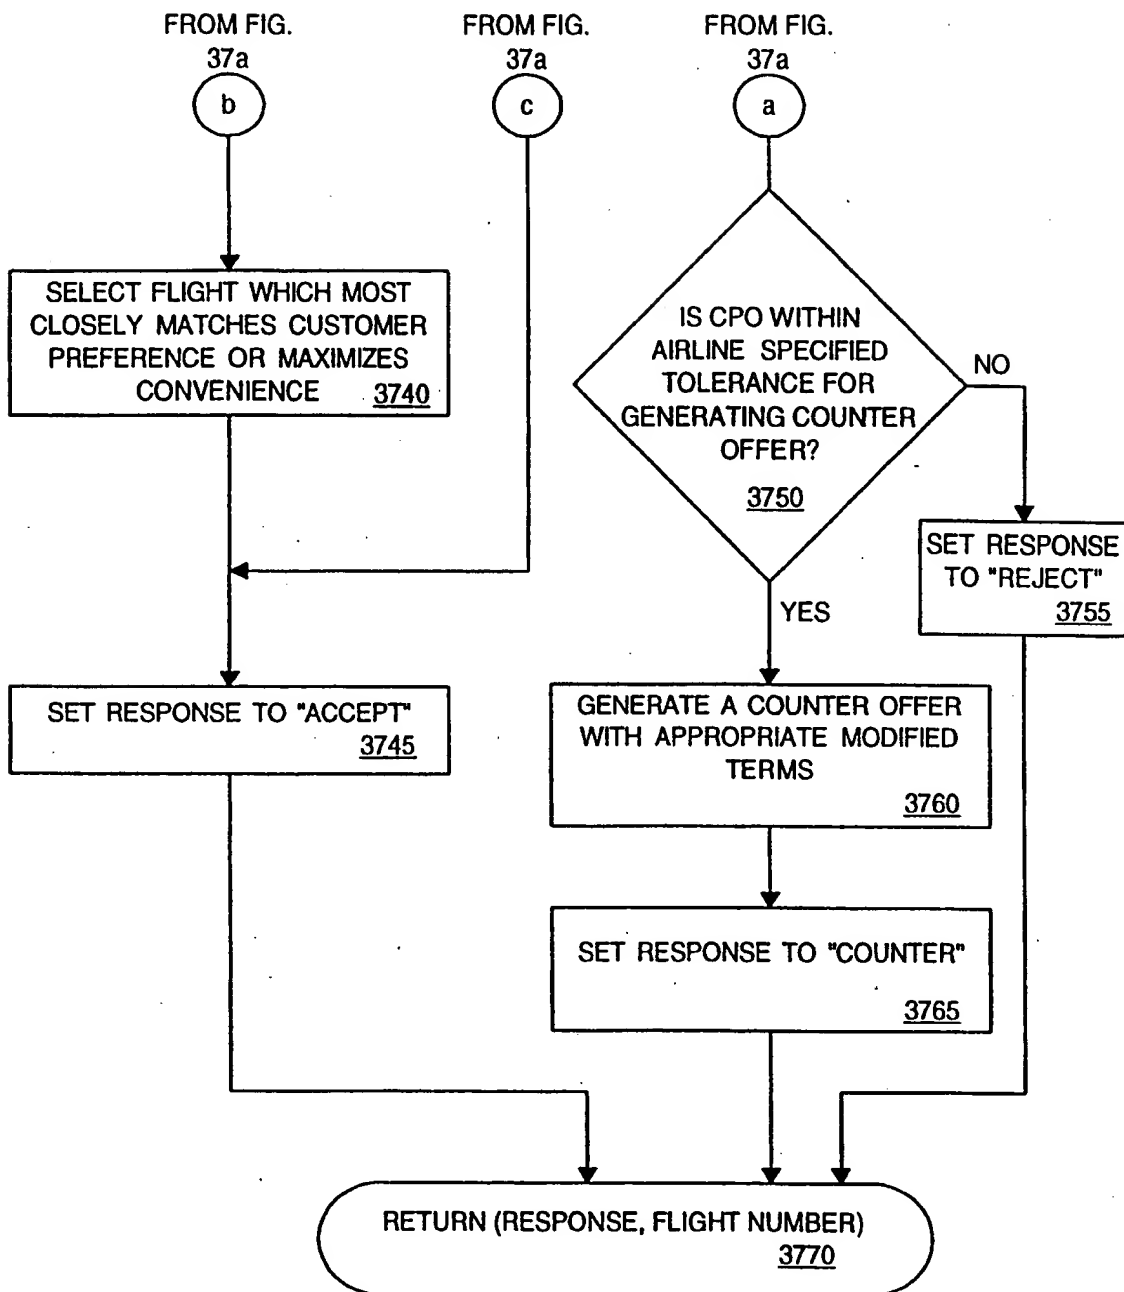 FROM FIG.
37a
b
FROM FIG.
37a
c
FROM FIG.
37a
a
SELECT FLIGHT WHICH MOST
CLOSELY MATCHES CUSTOMER
PREFERENCE OR MAXIMIZES
CONVENIENCE 3740
IS CPO WITHIN
AIRLINE SPECIFIED
TOLERANCE FOR
GENERATING COUNTER
OFFER?
3750
NO
SET RESPONSE
TO "REJECT"
3755
YES
SET RESPONSE TO "ACCEPT"
3745
GENERATE A COUNTER OFFER
WITH APPROPRIATE MODIFIED
TERMS
3760
SET RESPONSE TO "COUNTER"
3765
RETURN (RESPONSE, FLIGHT NUMBER)
3770